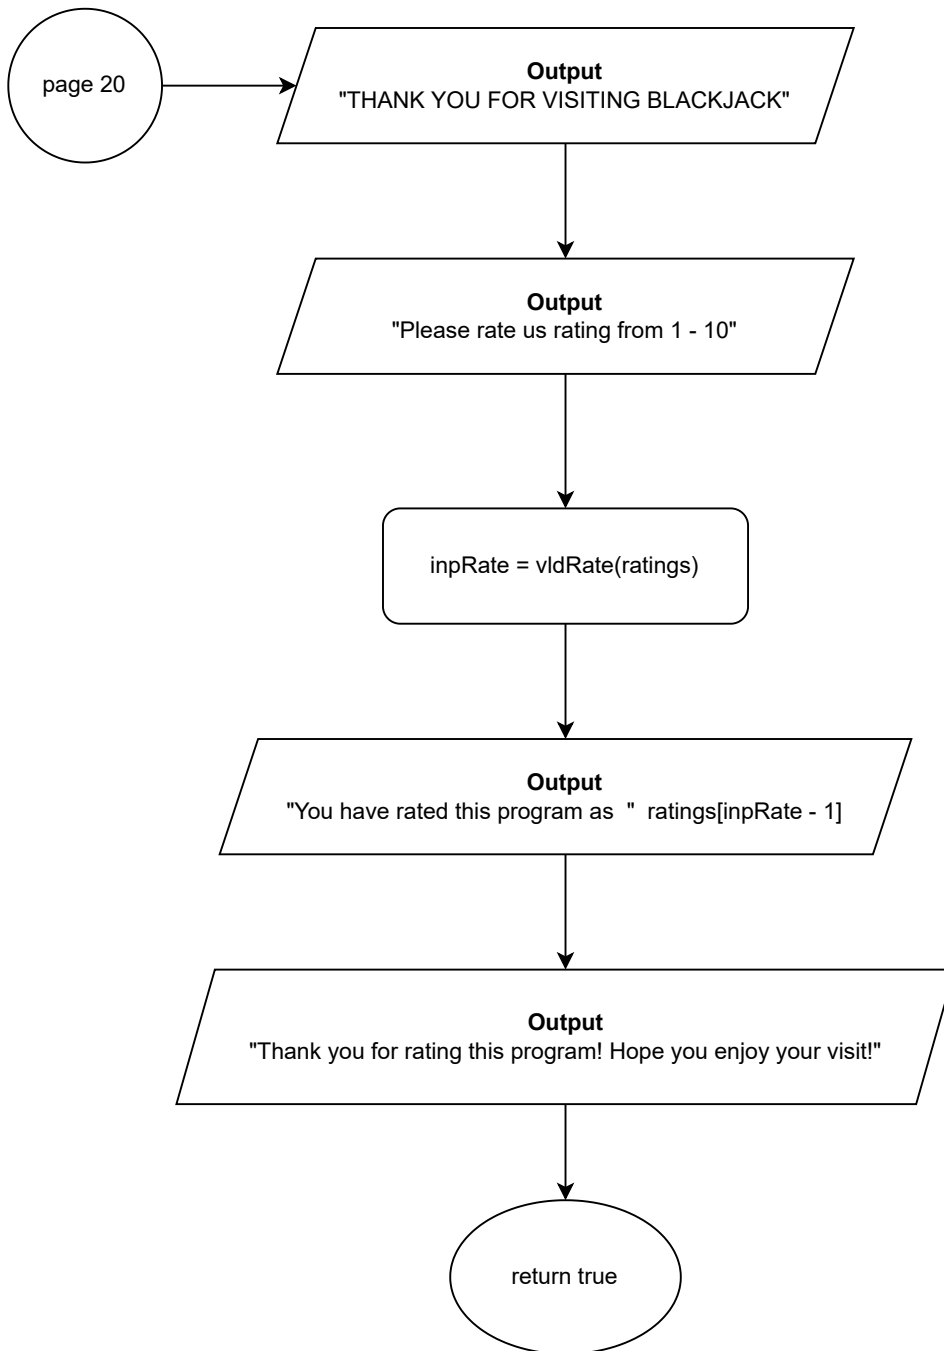 page 20
Output
"THANK YOU FOR VISITING BLACKJACK"
Output
"Please rate us rating from 1 - 10"
inpRate = vldRate(ratings)
Output
"You have rated this program as  "  ratings[inpRate - 1]
Output
"Thank you for rating this program! Hope you enjoy your visit!"
return true